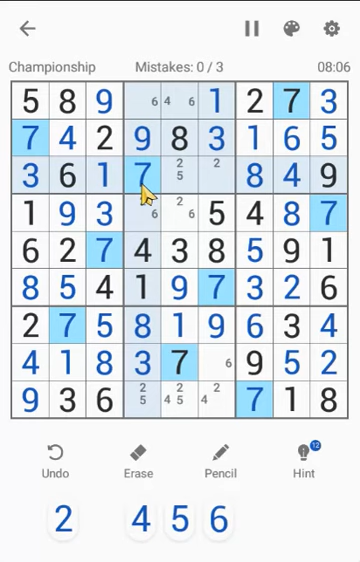 Championship Mistakes: 0 / 3 08:06
5 8 9 6 4 6 1 2 7 3
7 4 2 9 8 3 1 6 5
3 6 1 7 2 5 2 8 4 9
1 9 3 6 2 6 5 4 8 7
6 2 7 4 3 8 5 9 1
8 5 4 1 9 7 3 2 6
2 7 5 8 1 9 6 3 4
4 1 8 3 7 6 9 5 2
9 3 6 2 5 2 4 5 2 4 7 1 8
12
Undo Erase Pencil Hint
2 4 5 6